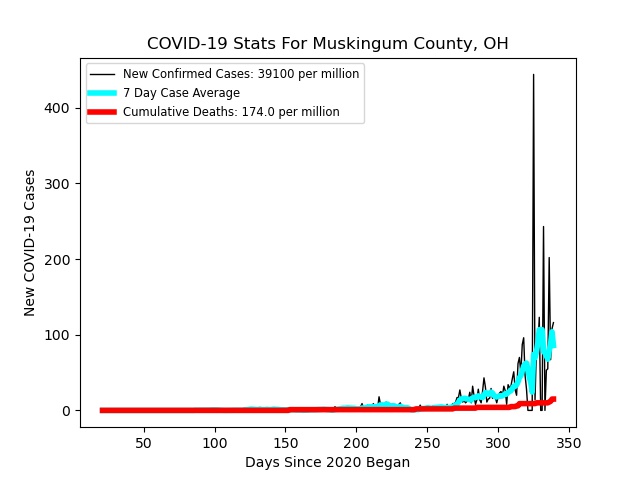 COVID-19 Stats For Muskingum County, OH
New Confirmed Cases: 39100 per million
7 Day Case Average
Cumulative Deaths: 174.0 per million
New COVID-19 Cases
400
300
200
100
0
50
100
150
200
250
300
350
Days Since 2020 Began